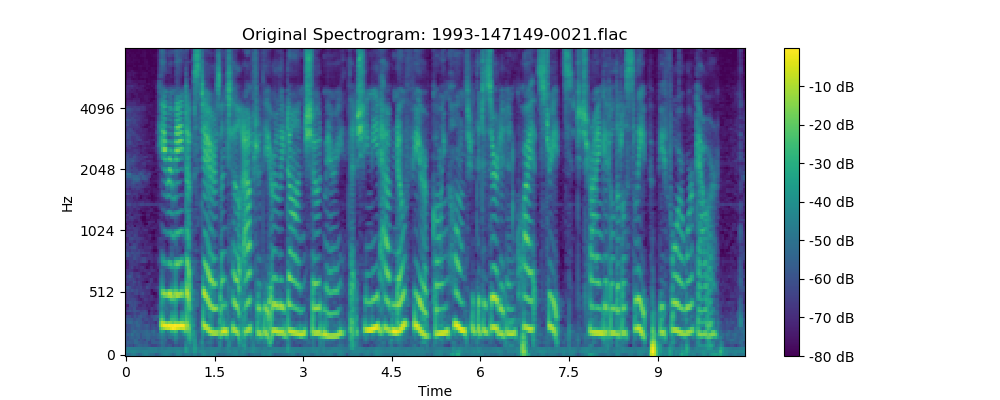 Original Spectrogram: 1993-147149-0021.flac
Hz
4096
2048
1024
512
0
0 1.5 3 4.5 6 7.5 9
Time
-10 dB
-20 dB
-30 dB
-40 dB
-50 dB
-60 dB
-70 dB
-80 dB